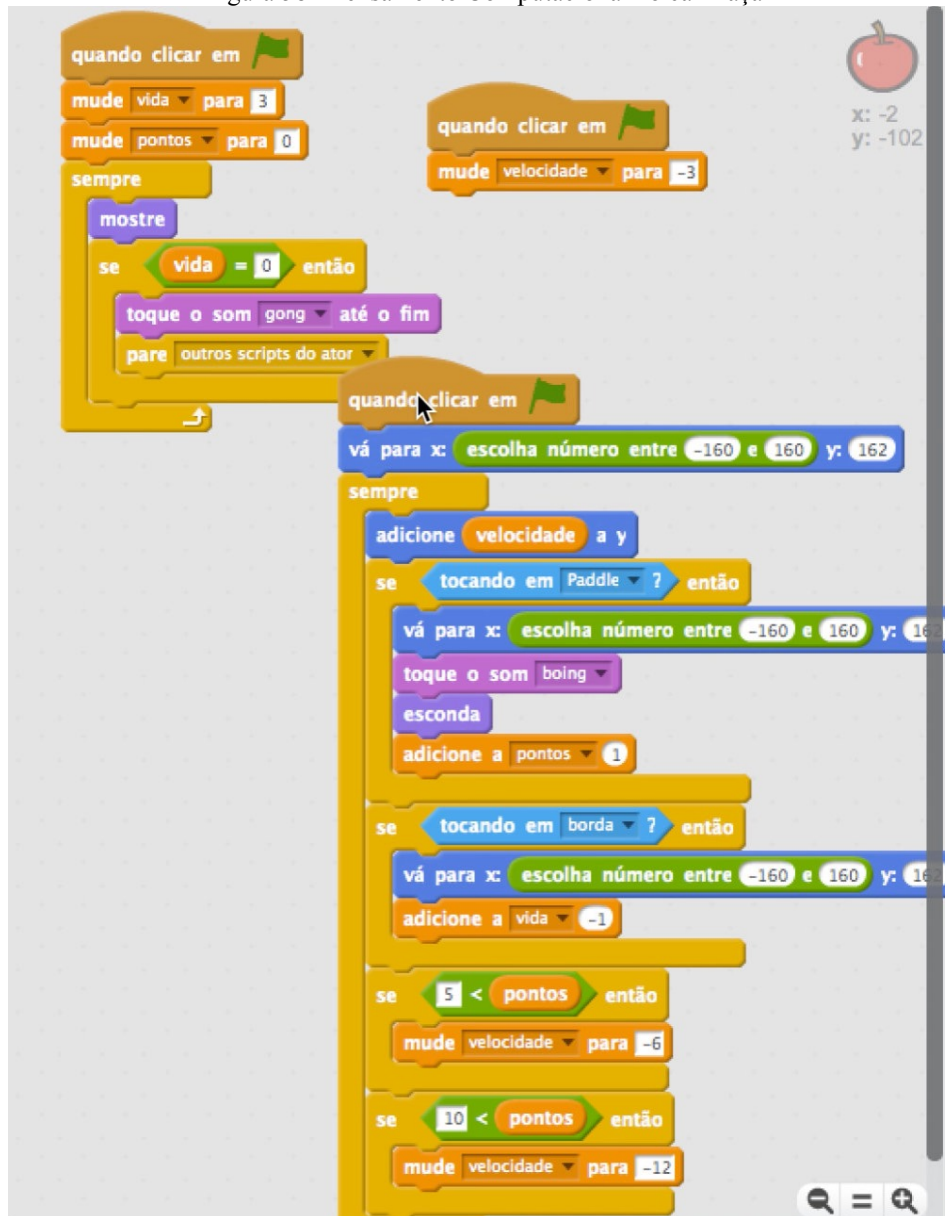 quando clicar em
mude vida para 3
mude pontos para 0
sempre
mostre
se vida = 0 então
toque o som gong até o fim
pare outros scripts do ator
quando clicar em
mude velocidade para -3
x: -2
y: -102
quando clicar em
vá para x: escolha número entre -160 e 160 y: 162
sempre
adicione velocidade a y
se tocando em Paddle ? então
vá para x: escolha número entre -160 e 160 y:
toque o som boing
esconda
adicione a pontos 1
se tocando em borda ? então
vá para x: escolha número entre -160 e 160 y:
adicione a vida -1
se 5 < pontos então
mude velocidade para -6
se 10 < pontos então
mude velocidade para -12